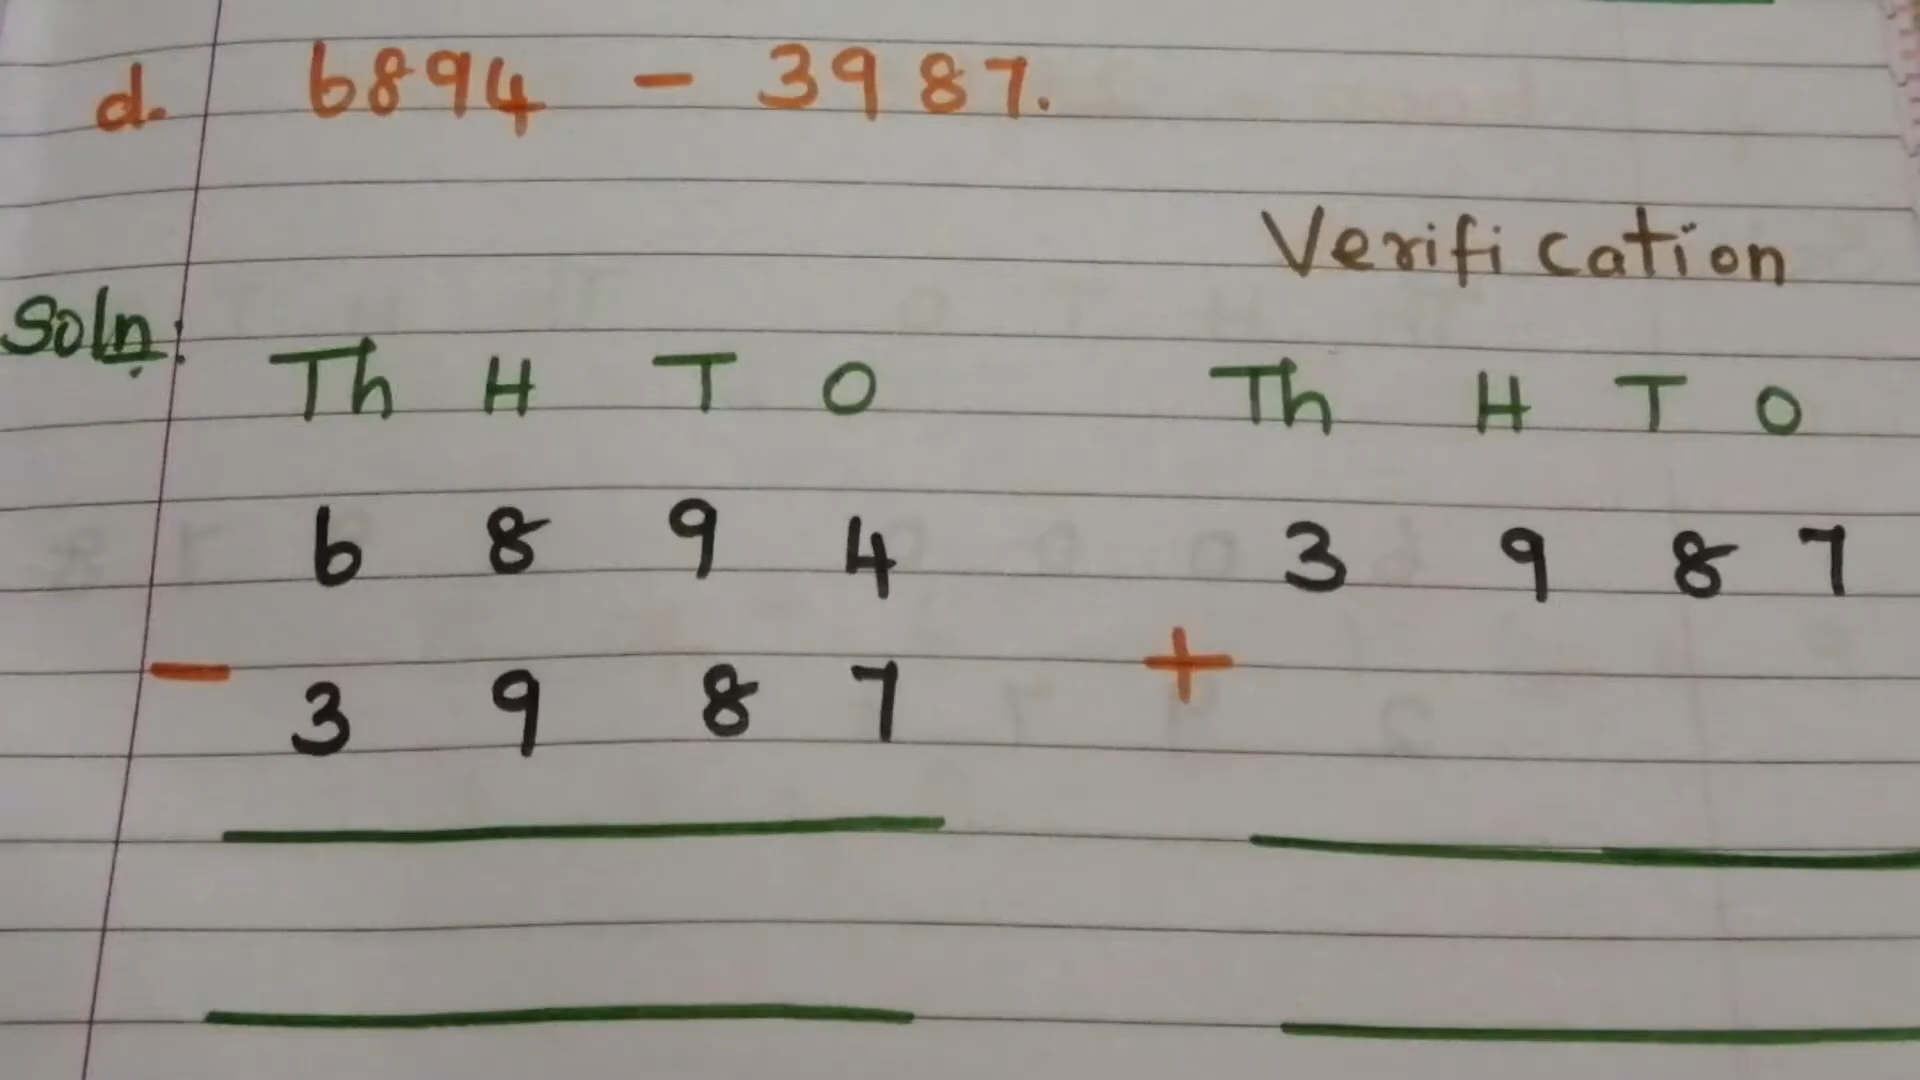 d. 6894 - 3987.
Verification
Soln:
Th H T O Th H T O
6 8 9 4 3 9 8 7
- 3 9 8 7 +